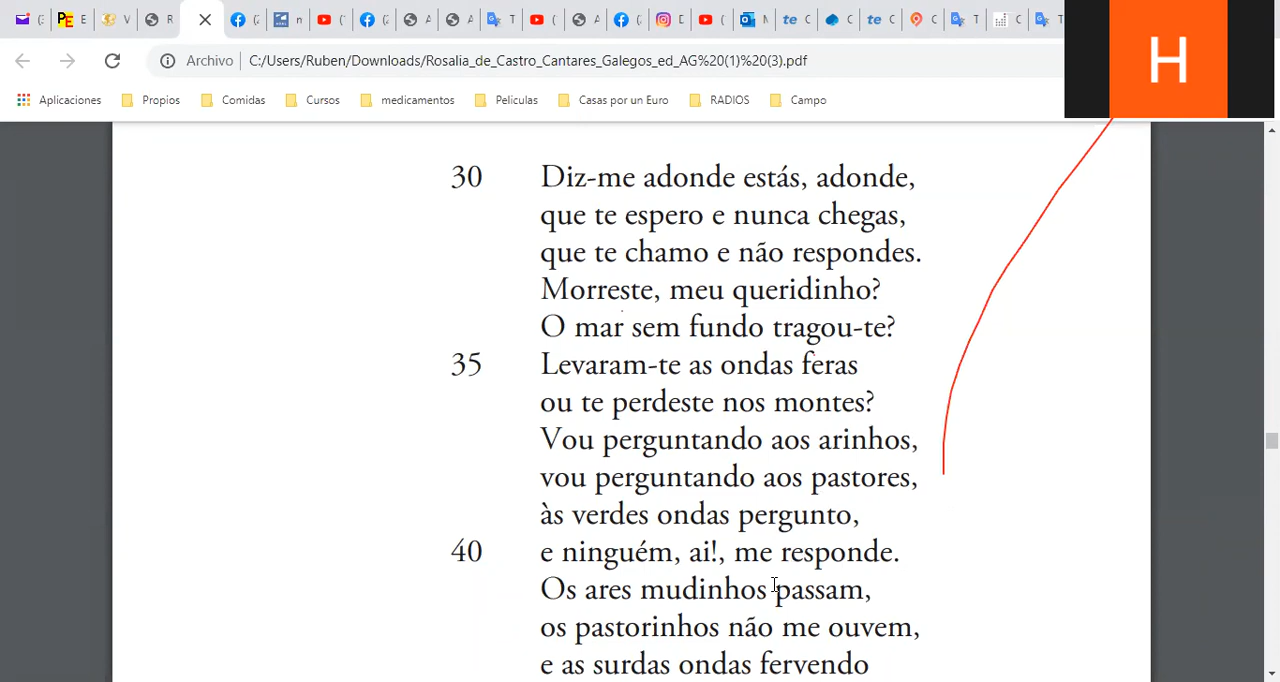 R
n
T
A
A
T
A
D
N
te C
C
te C
C
T
C
T
Archivo
C:/Users/Ruben/Downloads/Rosalia_de_Castro_Cantares_Galegos_ed_AG%20(1)%20(3).pdf
H
Aplicaciones Propios Comidas Cursos medicamentos Peliculas Casas por un Euro RADIOS Campo
30 Diz-me adonde estás, adonde,
que te espero e nunca chegas,
que te chamo e não respondes.
Morreste, meu queridinho?
O mar sem fundo tragou-te?
35 Levaram-te as ondas feras
ou te perdeste nos montes?
Vou perguntando aos arinhos,
vou perguntando aos pastores,
às verdes ondas pergunto,
40 e ninguém, ai!, me responde.
Os ares mudinhos passam,
os pastorinhos não me ouvem,
e as surdas ondas fervendo